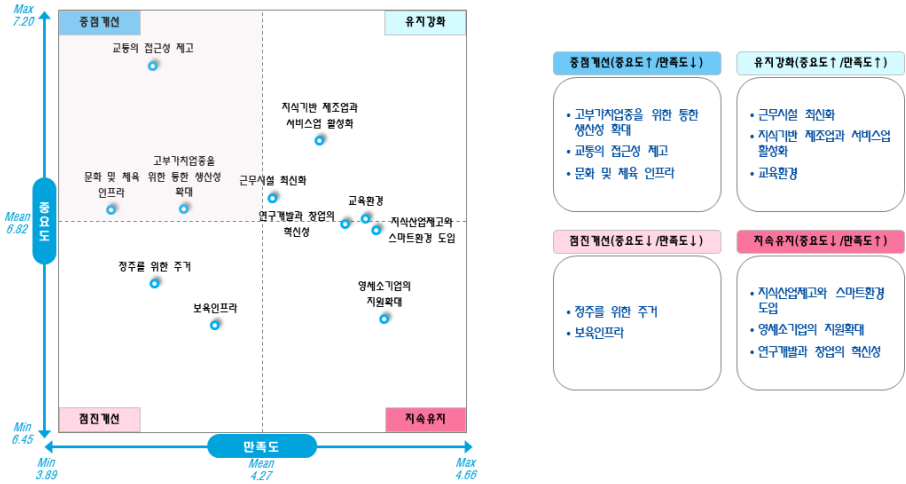 Max
7.20
중점개선
유지강화
교통의 접근성 제고
지식기반 제조업과
서비스업 활성화
고부가치업종을
위한 통한 생산성
확대
문화 및 체육
인프라
근무시설 최신화
교육환경
연구개발과 창업의
혁신성
지식산업제고와
스마트환경 도입
중요도
Mean
6.82
정주를 위한 주거
영세소기업의
지원확대
보육인프라
점진개선
지속유지
Min
6.45
만족도
Min
3.89
Mean
4.27
Max
4.66
중점개선(중요도↑/만족도↓)
• 고부가치업종을 위한 통한
생산성 확대
• 교통의 접근성 제고
• 문화 및 체육 인프라
유지강화(중요도↑/만족도↑)
• 근무시설 최신화
• 지식기반 제조업과 서비스업
활성화
• 교육환경
점진개선(중요도↓/만족도↓)
• 정주를 위한 주거
• 보육인프라
지속유지(중요도↓/만족도↑)
• 지식산업제고와 스마트환경
도입
• 영세소기업의 지원확대
• 연구개발과 창업의 혁신성